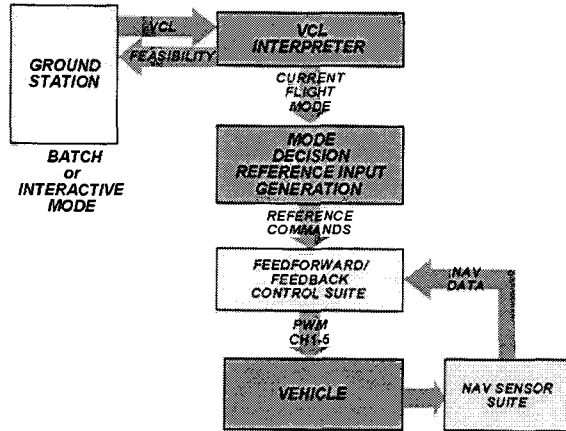 VCL
VCL
INTERPRETER
FEASIBILITY
GROUND
STATION
CURRENT
FLIGHT
MODE
BATCH
or
INTERACTIVE
MODE
MODE
DECISION
REFERENCE INPUT
GENERATION
REFERENCE
COMMANDS
FEEDFORWARD/
FEEDBACK
CONTROL SUITE
NAV
DATA
PWM
CH1-5
VEHICLE
NAV SENSOR
SUITE